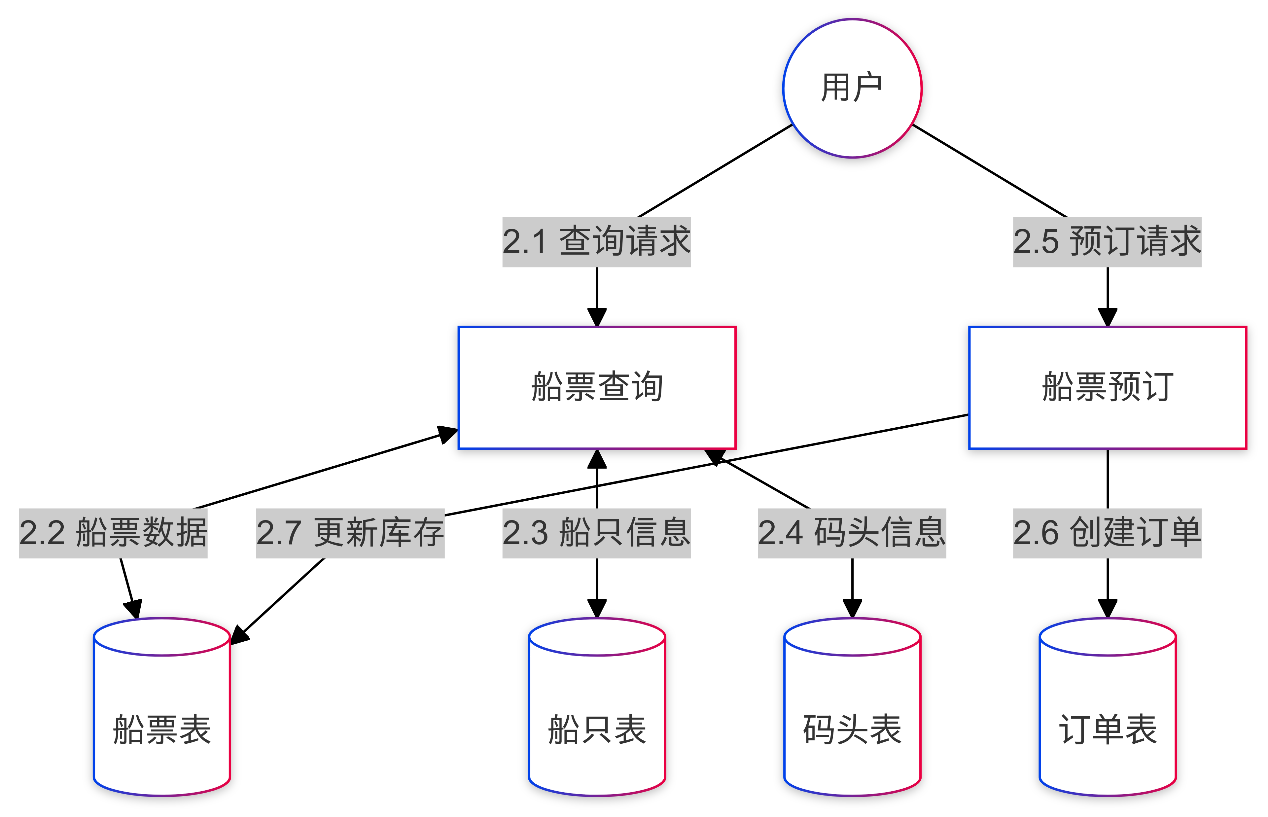 用户
2.1 查询请求
2.5 预订请求
船票查询
船票预订
2.2 船票数据
2.7 更新库存
2.3 船只信息
2.4 码头信息
2.6 创建订单
船票表
船只表
码头表
订单表